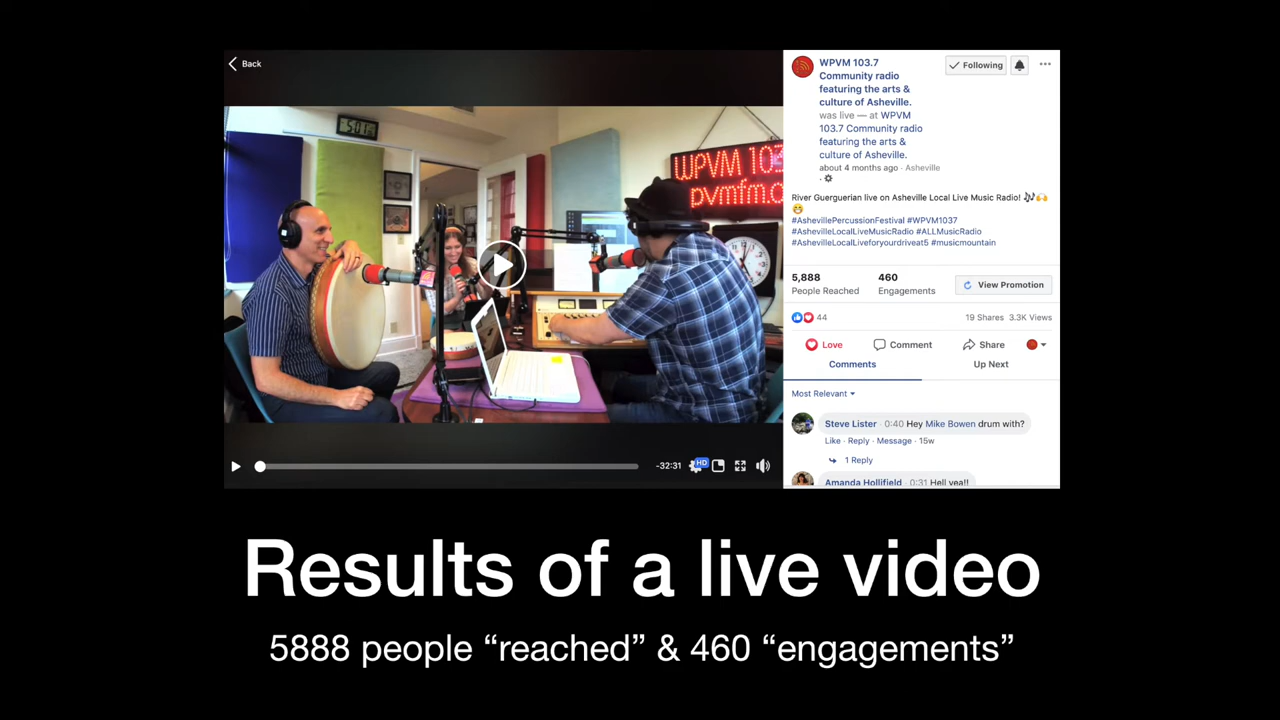 Back
5:01
WPVM 103
pvmfm.o
-32:31
HD
WPVM 103.7
Community radio
featuring the arts &
culture of Asheville.
was live — at WPVM
103.7 Community radio
featuring the arts &
culture of Asheville.
about 4 months ago · Asheville
Following
River Guerguerian live on Asheville Local Live Music Radio! 🎶🙌
😁
#AshevillePercussionFestival #WPVM1037
#AshevilleLocalLiveMusicRadio #ALLMusicRadio
#AshevilleLocalLiveforyourdriveat5 #musicmountain
5,888 460
People Reached Engagements
View Promotion
44 19 Shares 3.3K Views
Love Comment Share
Comments Up Next
Most Relevant
Steve Lister · 0:40 Hey Mike Bowen drum with?
Like · Reply · Message · 15w
1 Reply
Amanda Hollifield · 0:31 Hell yea!!
Results of a live video
5888 people “reached” & 460 “engagements”